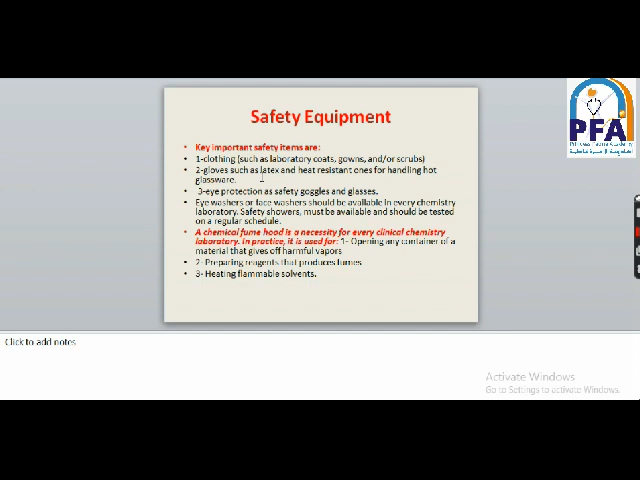 Safety Equipment
Key important safety items are:
1-clothing (such as laboratory coats, gowns, and/or scrubs)
2-gloves such as latex and heat resistant ones for handling hot
glassware.
3-eye protection as safety goggles and glasses.
Eye washers or face washers should be available in every chemistry
laboratory. Safety showers, must be available and should be tested
on a regular schedule.
A chemical fume hood is a necessity for every clinical chemistry
laboratory. In practice, it is used for: 1- Opening any container of a
material that gives off harmful vapors
2- Preparing reagents that produces fumes
3- Heating flammable solvents.
PFA
Princess Fatma Academy
Click to add notes
Activate Windows
Go to Settings to activate Windows.